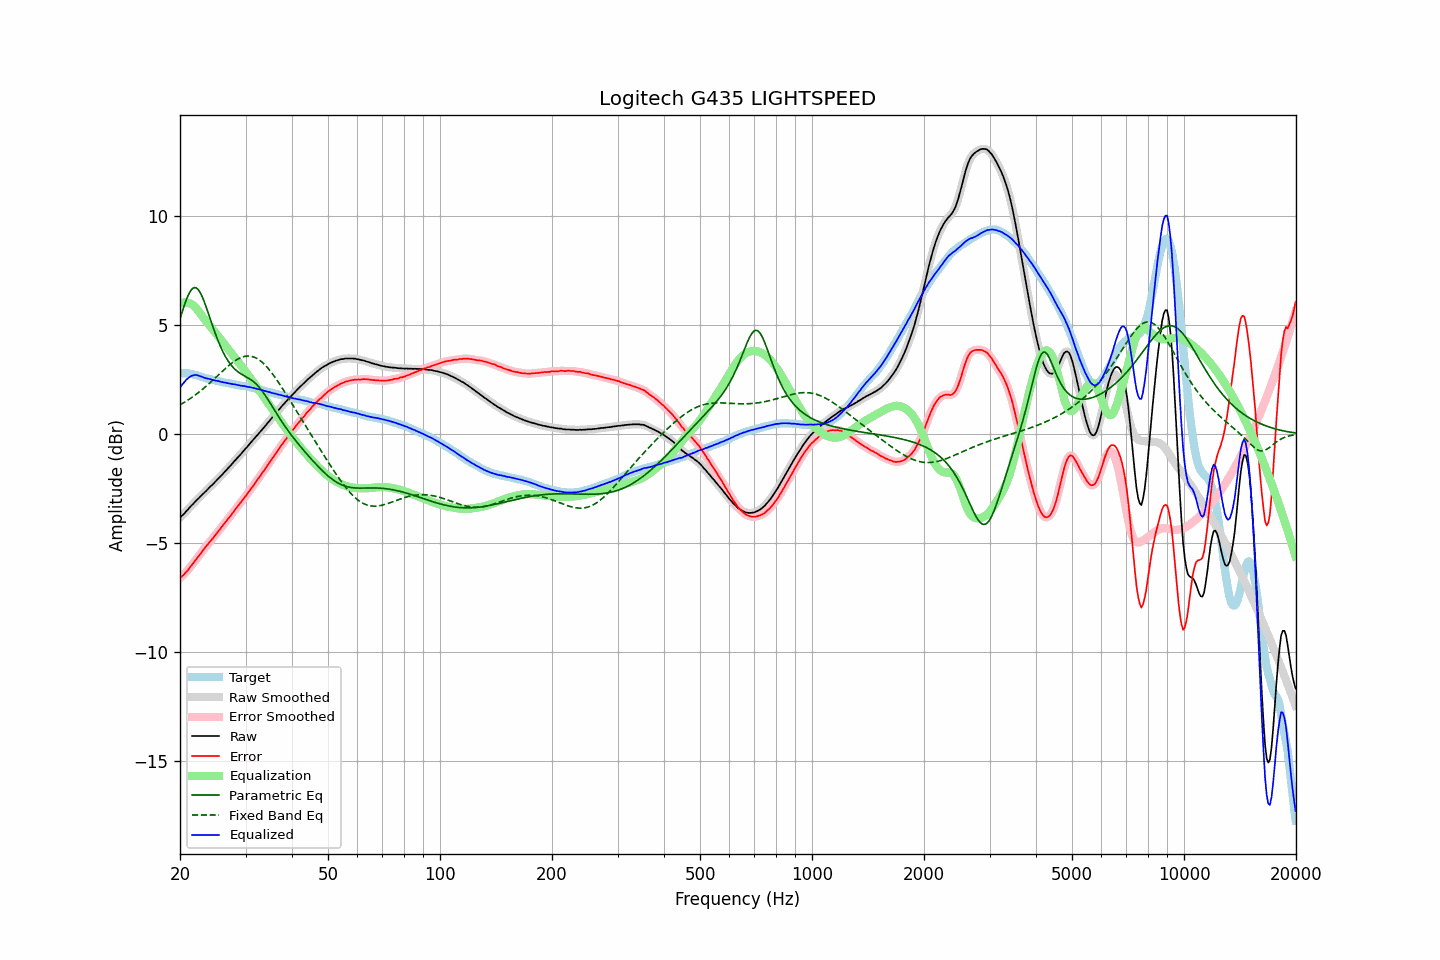 Logitech G435 LIGHTSPEED
Amplitude (dBr)
10
5
0
−5
−10
−15
Target
Raw Smoothed
Error Smoothed
Raw
Error
Equalization
Parametric Eq
Fixed Band Eq
Equalized
20 50 100 200 500 1000 2000 5000 10000 20000
Frequency (Hz)